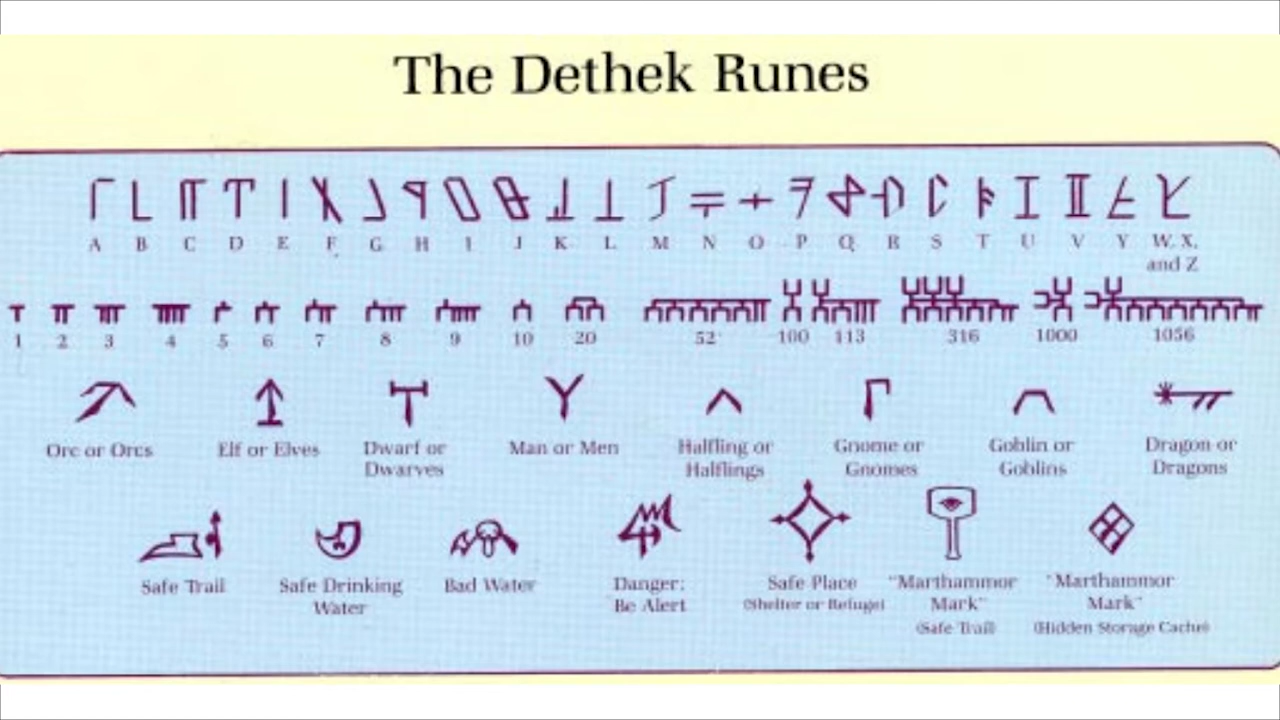 The Dethek Runes
A B C D E F G H I J K L M N O P Q R S T U V Y W, X, and Z
1 2 3 4 5 6 7 8 9 10 20 52 100 113 316 1000 1056
Orc or Orcs
Elf or Elves
Dwarf or
Dwarves
Man or Men
Halfling or
Halflings
Gnome or
Gnomes
Goblin or
Goblins
Dragon or
Dragons
Safe Trail
Safe Drinking
Water
Bad Water
Danger;
Be Alert
Safe Place
(Shelter or Refuge)
"Marthammor
Mark"
(Safe Trail)
"Marthammor
Mark"
(Hidden Storage Cache)